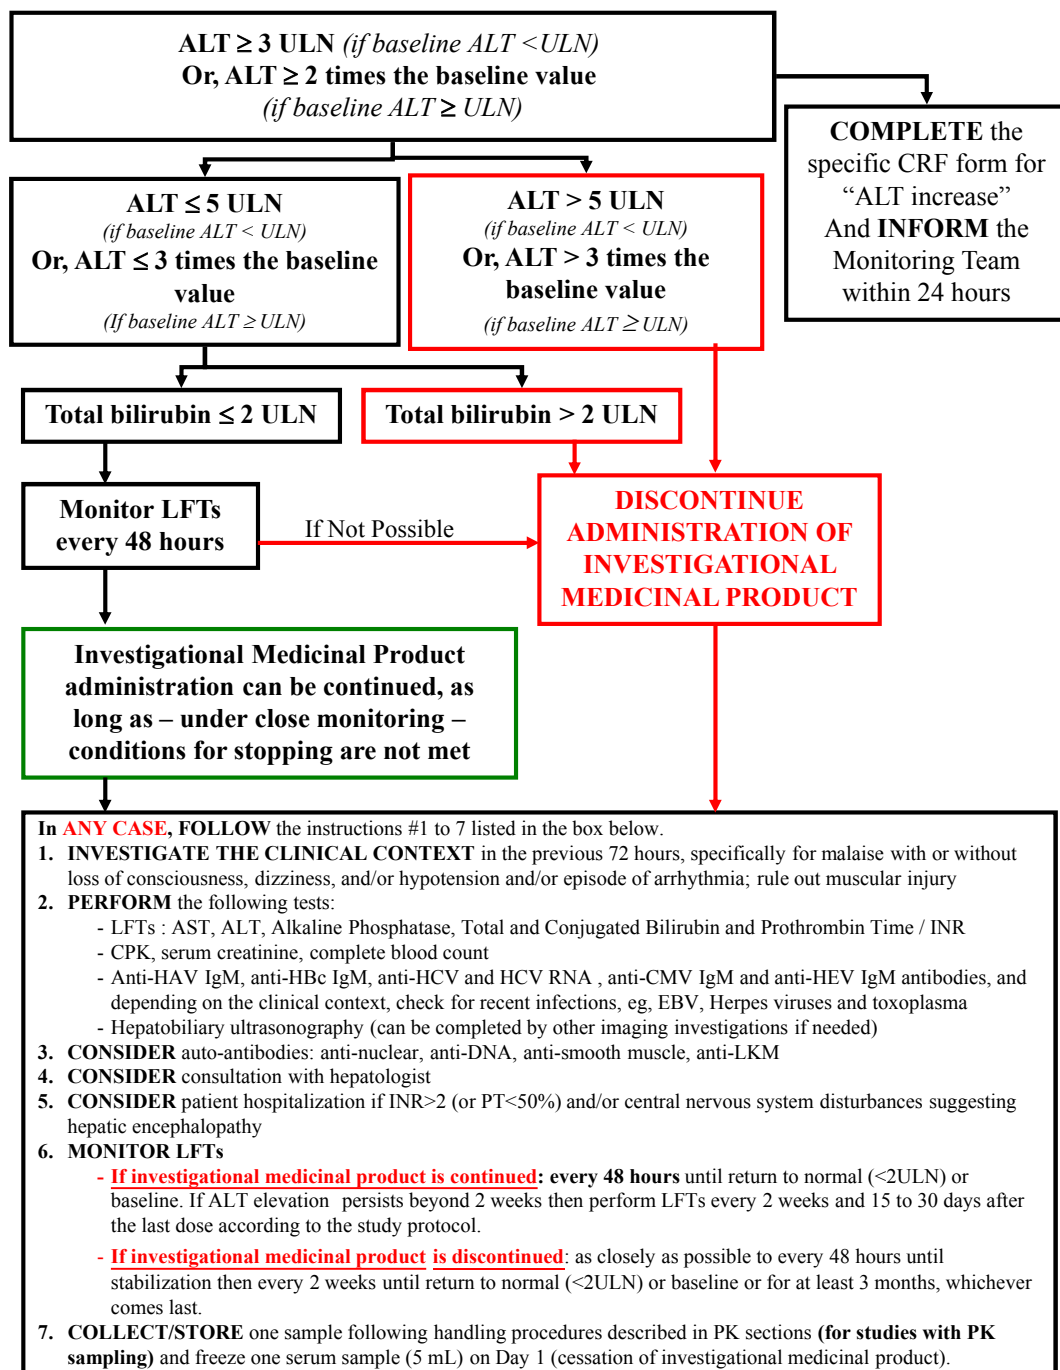 ALT ≥ 3 ULN (if baseline ALT <ULN)
Or, ALT ≥ 2 times the baseline value
(if baseline ALT ≥ ULN)
COMPLETE the
specific CRF form for
“ALT increase”
And INFORM the
Monitoring Team
within 24 hours
ALT ≤ 5 ULN
(if baseline ALT < ULN)
Or, ALT ≤ 3 times the baseline
value
(If baseline ALT ≥ ULN)
ALT > 5 ULN
(if baseline ALT < ULN)
Or, ALT > 3 times the
baseline value
(if baseline ALT ≥ ULN)
Total bilirubin ≤ 2 ULN
Total bilirubin > 2 ULN
Monitor LFTs
every 48 hours
If Not Possible
DISCONTINUE
ADMINISTRATION OF
INVESTIGATIONAL
MEDICINAL PRODUCT
Investigational Medicinal Product
administration can be continued, as
long as – under close monitoring –
conditions for stopping are not met
In ANY CASE, FOLLOW the instructions #1 to 7 listed in the box below.
1. INVESTIGATE THE CLINICAL CONTEXT in the previous 72 hours, specifically for malaise with or without
loss of consciousness, dizziness, and/or hypotension and/or episode of arrhythmia; rule out muscular injury
2. PERFORM the following tests:
- LFTs : AST, ALT, Alkaline Phosphatase, Total and Conjugated Bilirubin and Prothrombin Time / INR
- CPK, serum creatinine, complete blood count
- Anti-HAV IgM, anti-HBc IgM, anti-HCV and HCV RNA , anti-CMV IgM and anti-HEV IgM antibodies, and
depending on the clinical context, check for recent infections, eg, EBV, Herpes viruses and toxoplasma
- Hepatobiliary ultrasonography (can be completed by other imaging investigations if needed)
3. CONSIDER auto-antibodies: anti-nuclear, anti-DNA, anti-smooth muscle, anti-LKM
4. CONSIDER consultation with hepatologist
5. CONSIDER patient hospitalization if INR>2 (or PT<50%) and/or central nervous system disturbances suggesting
hepatic encephalopathy
6. MONITOR LFTs
- If investigational medicinal product is continued: every 48 hours until return to normal (<2ULN) or
baseline. If ALT elevation persists beyond 2 weeks then perform LFTs every 2 weeks and 15 to 30 days after
the last dose according to the study protocol.
- If investigational medicinal product is discontinued: as closely as possible to every 48 hours until
stabilization then every 2 weeks until return to normal (<2ULN) or baseline or for at least 3 months, whichever
comes last.
7. COLLECT/STORE one sample following handling procedures described in PK sections (for studies with PK
sampling) and freeze one serum sample (5 mL) on Day 1 (cessation of investigational medicinal product).